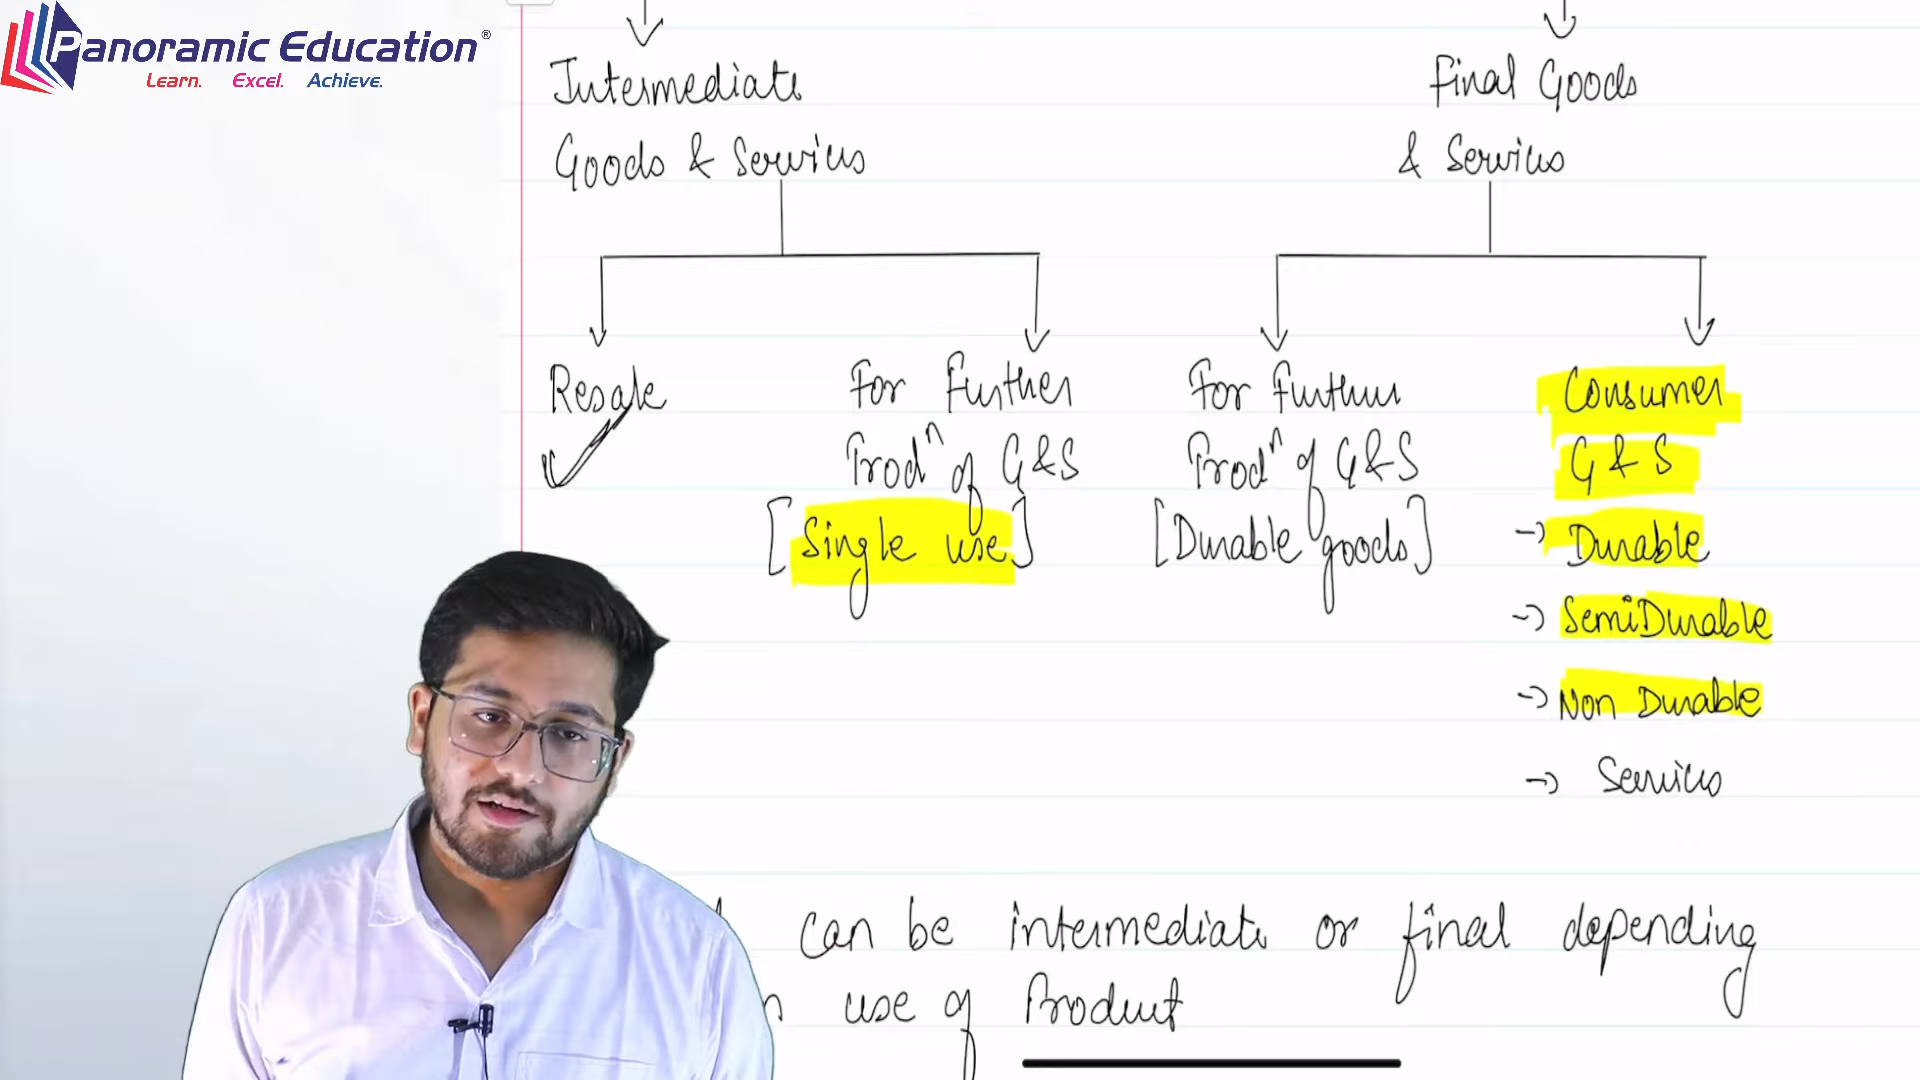 Panoramic Education®
Learn. Excel. Achieve.
Intermediate
Goods & Services
Final Goods
& Services
Resale
For Further
Prodⁿ of G&S
[Single use]
For Further
Prodⁿ of G&S
[Durable goods]
Consumer
G & S
→ Durable
→ SemiDurable
→ Non Durable
→ Services
can be intermediate or final depending
use of Product